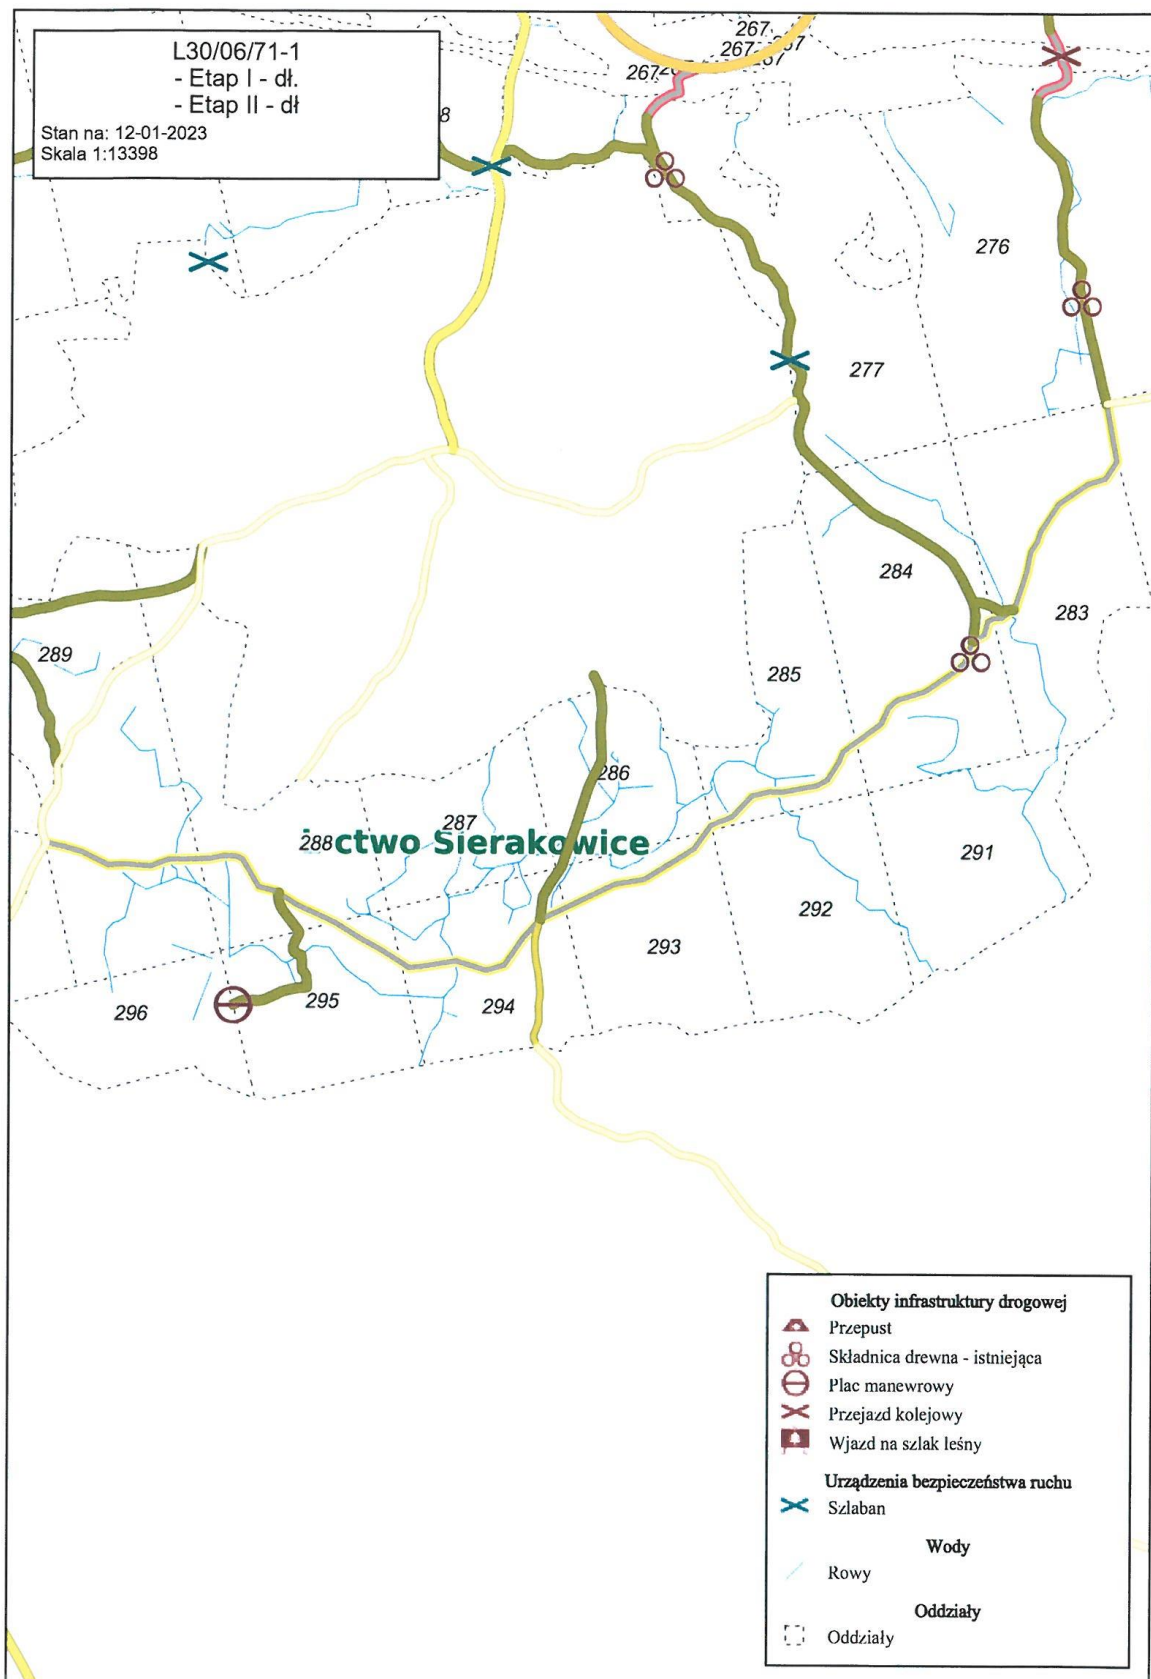 L30/06/71-1
- Etap I - dł.
- Etap II - dł
Stan na: 12-01-2023
Skala 1:13398
8
267
267
267
276
277
284
283
289
285
286
287
288
ctwo Sierakowice
291
292
293
294
295
296
Obiekty infrastruktury drogowej
Przepust
Składnica drewna - istniejąca
Plac manewrowy
Przejazd kolejowy
Wjazd na szlak leśny
Urządzenia bezpieczeństwa ruchu
Szlaban
Wody
Rowy
Oddziały
Oddziały